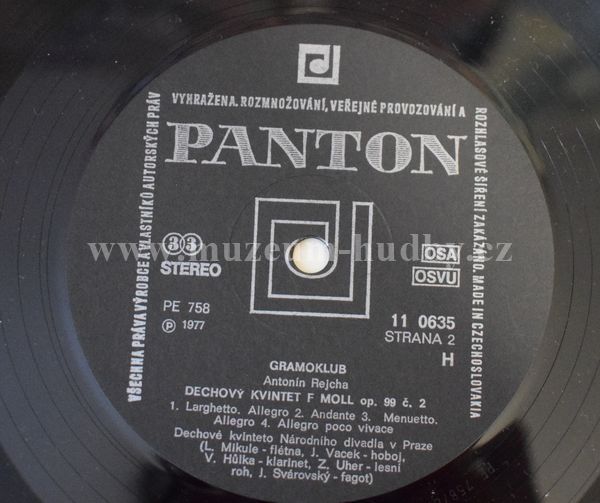 VŠECHNA PRÁVA VÝROBCE A VLASTNÍKŮ AUTORSKÝCH PRÁV
VYHRAŽENA. ROZMNOŽOVÁNÍ, VEŘEJNÉ PROVOZOVÁNÍ A
ROZHLASOVÉ ŠÍŘENÍ ZAKÁZÁNO. MADE IN CZECHOSLOVAKIA
PANTON
www.muzeum-hudby.cz
33
STEREO
OSA
OSVU
PE 758
Ⓟ 1977
11 0635
STRANA 2
H
GRAMOKLUB
Antonín Rejcha
DECHOVÝ KVINTET F MOLL op. 99 č. 2
1. Larghetto. Allegro 2. Andante 3. Menuetto.
Allegro 4. Allegro poco vivace
Dechové kvinteto Národního divadla v Praze
(L. Mikule - flétna, J. Vacek - hoboj,
V. Hůlka - klarinet, Z. Uher - lesní
roh, J. Svárovský - fagot)